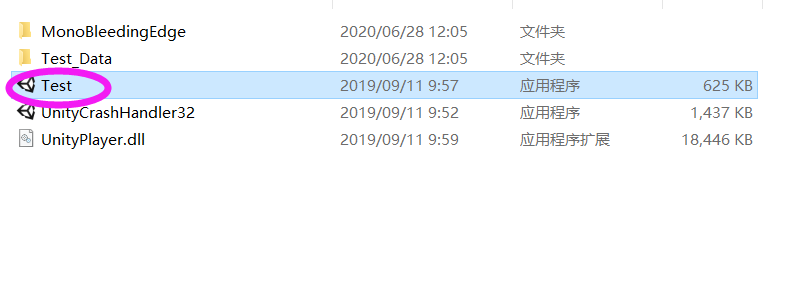 MonoBleedingEdge 2020/06/28 12:05 文件夹
Test_Data 2020/06/28 12:05 文件夹
Test 2019/09/11 9:57 应用程序 625 KB
UnityCrashHandler32 2019/09/11 9:52 应用程序 1,437 KB
UnityPlayer.dll 2019/09/11 9:59 应用程序扩展 18,446 KB